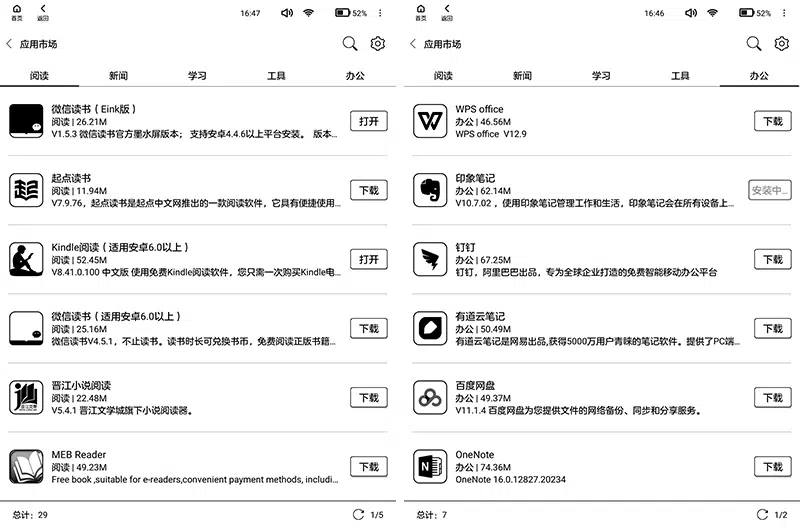 首页 返回 16:47 52%
应用市场
阅读 新闻 学习 工具 办公
微信读书（Eink版）
阅读 | 26.21M
V1.5.3 微信读书官方墨水屏版本； 支持安卓4.4.6以上平台安装。 版本...
打开
起点读书
阅读 | 11.94M
V7.9.76，起点读书是起点中文网推出的一款阅读软件，它具有便捷使用...
下载
Kindle阅读（适用安卓6.0以上）
阅读 | 52.45M
V8.41.0.100 中文版 使用免费Kindle阅读软件，您只需一次购买Kindle电...
打开
微信读书（适用安卓6.0以上）
阅读 | 25.16M
微信读书V4.5.1，不止读书。读书时长可兑换书币，免费阅读正版书籍...
下载
晋江小说阅读
阅读 | 22.48M
V5.4.1 晋江文学城旗下小说阅读器。
下载
MEB Reader
阅读 | 49.23M
Free book ,suitable for e-readers,convenient payment methods, includi...
下载
总计：29 1/5
首页 返回 16:46 52%
应用市场
阅读 新闻 学习 工具 办公
WPS office
办公 | 46.56M
WPS office V12.9
下载
印象笔记
办公 | 62.14M
V10.7.02 ，使用印象笔记管理工作和生活，印象笔记会在所有设备上...
安装中...
钉钉
办公 | 67.25M
钉钉，阿里巴巴出品，专为全球企业打造的免费智能移动办公平台
下载
有道云笔记
办公 | 50.49M
有道云笔记是网易出品,获得5000万用户青睐的笔记软件。提供了PC端...
下载
百度网盘
办公 | 49.37M
V11.1.4 百度网盘为您提供文件的网络备份、同步和分享服务。
下载
OneNote
办公 | 74.36M
OneNote 16.0.12827.20234
下载
总计：7 1/2